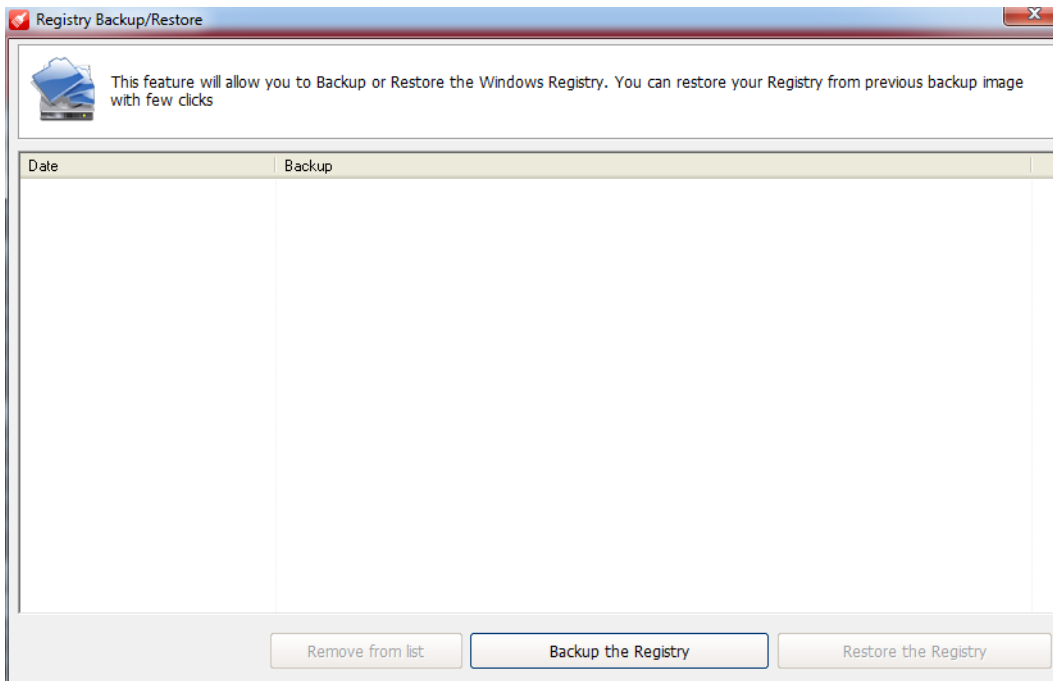 Registry Backup/Restore
This feature will allow you to Backup or Restore the Windows Registry. You can restore your Registry from previous backup image
with few clicks
Date Backup
Remove from list Backup the Registry Restore the Registry